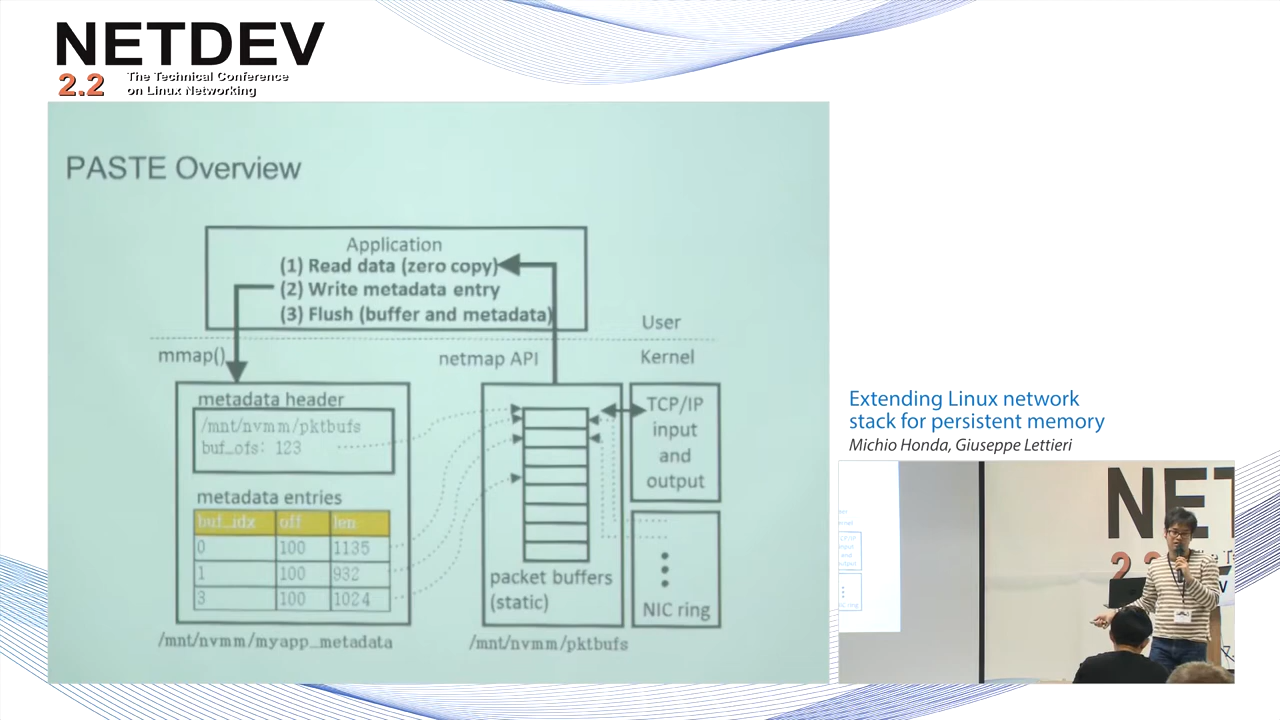 NETDEV
2.2
The Technical Conference
on Linux Networking
PASTE Overview
Application
(1) Read data (zero copy)
(2) Write metadata entry
(3) Flush (buffer and metadata)
User
mmap()
netmap API
Kernel
metadata header
/mnt/nvmm/pktbufs
buf_ofs: 123
metadata entries
buf_idx off len
0 100 1135
1 100 932
3 100 1024
/mnt/nvmm/myapp_metadata
packet buffers
(static)
/mnt/nvmm/pktbufs
TCP/IP
input
and
output
NIC ring
Extending Linux network
stack for persistent memory
Michio Honda, Giuseppe Lettieri
NET